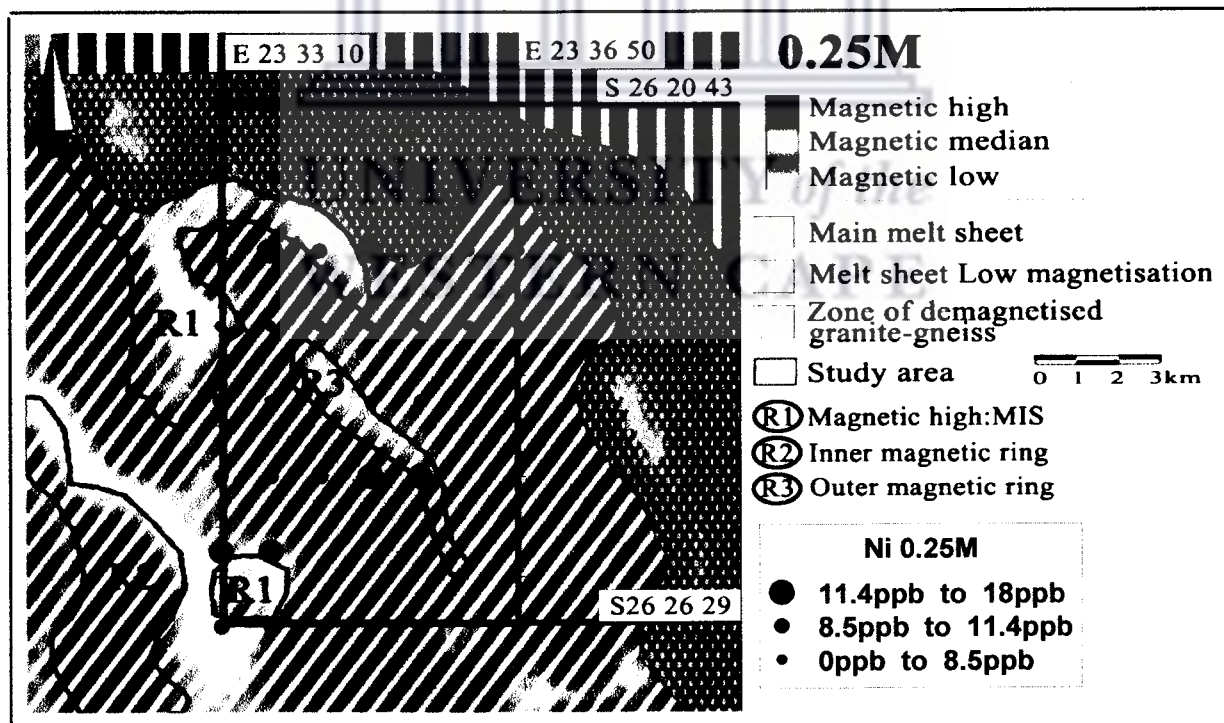 E 23 33 10
E 23 36 50
S 26 20 43
0.25M
Magnetic high
Magnetic median
Magnetic low
UNIVERSITY of the
WESTERN CAPE
Main melt sheet
Melt sheet Low magnetisation
Zone of demagnetised
granite-gneiss
Study area
0 1 2 3km
R1 Magnetic high:MIS
R2 Inner magnetic ring
R3 Outer magnetic ring
R1
R3
R1
S26 26 29
Ni 0.25M
11.4ppb to 18ppb
8.5ppb to 11.4ppb
0ppb to 8.5ppb